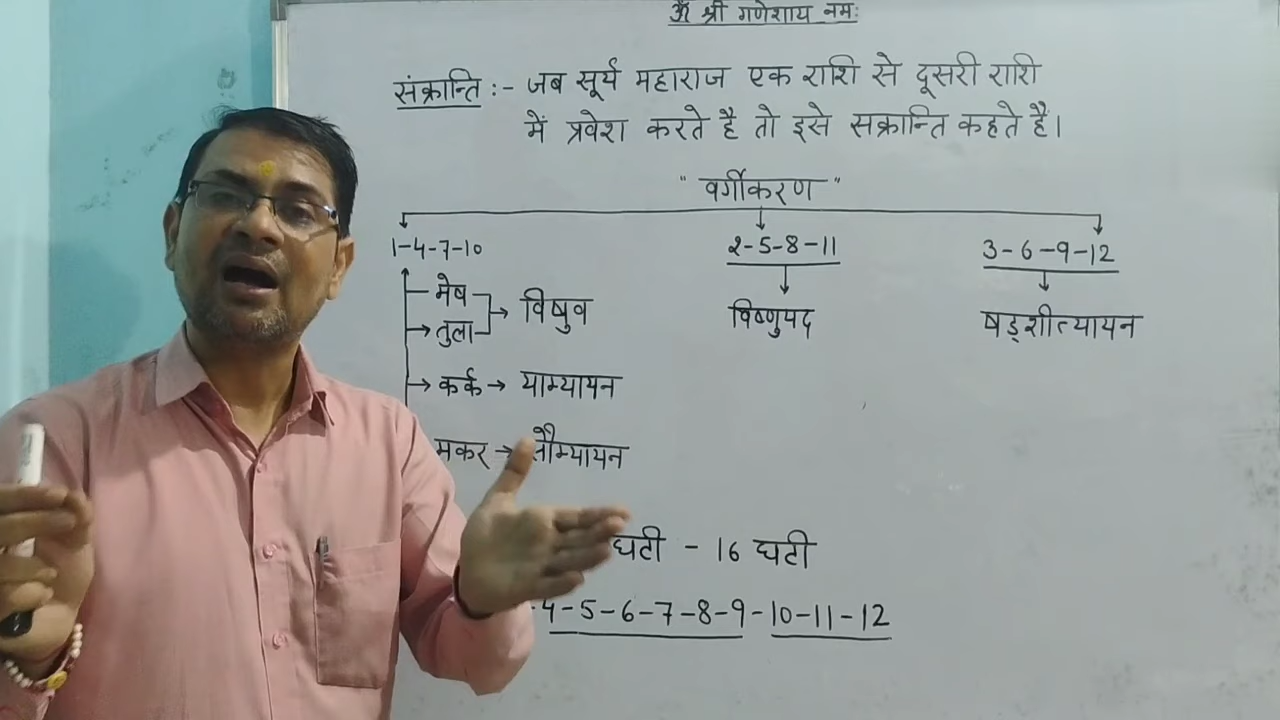 ॐ श्री गणेशाय नमः
संक्रान्ति :- जब सूर्य महाराज एक राशि से दूसरी राशि
में प्रवेश करते है तो इसे सक्रान्ति कहते है।
" वर्गीकरण "
1-4-7-10 2-5-8-11 3-6-9-12
मेष
तुला विषुव विष्णुपद षड्शीत्यायन
कर्क → याम्यायन
मकर → सौम्यायन
घटी - 16 घटी
4-5-6-7-8-9-10-11-12